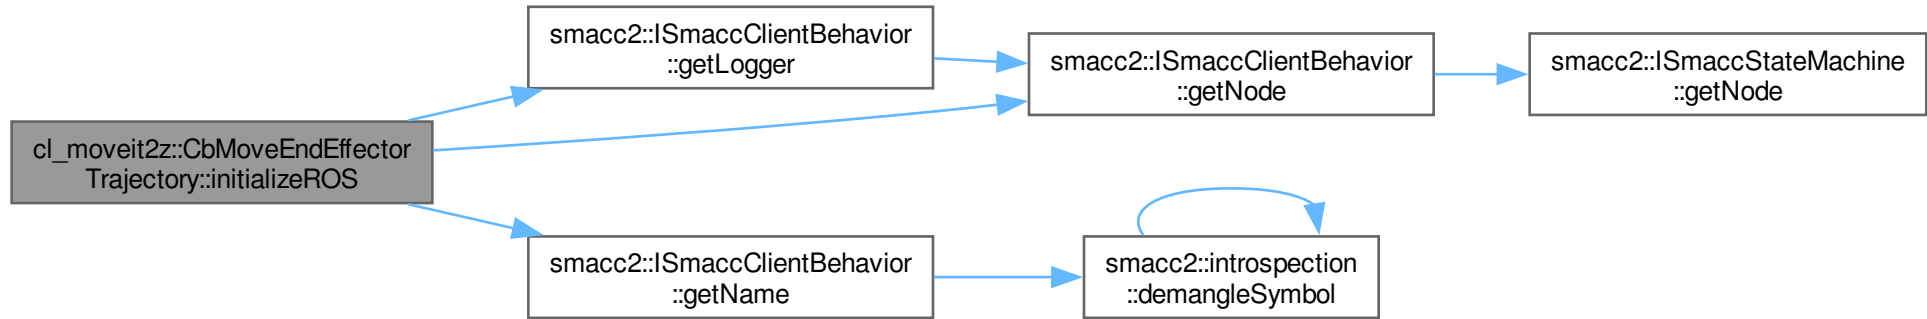 smacc2::ISmaccClientBehavior
::getLogger
smacc2::ISmaccClientBehavior
::getNode
smacc2::ISmaccStateMachine
::getNode
cl_moveit2z::CbMoveEndEffector
Trajectory::initializeROS
smacc2::ISmaccClientBehavior
::getName
smacc2::introspection
::demangleSymbol